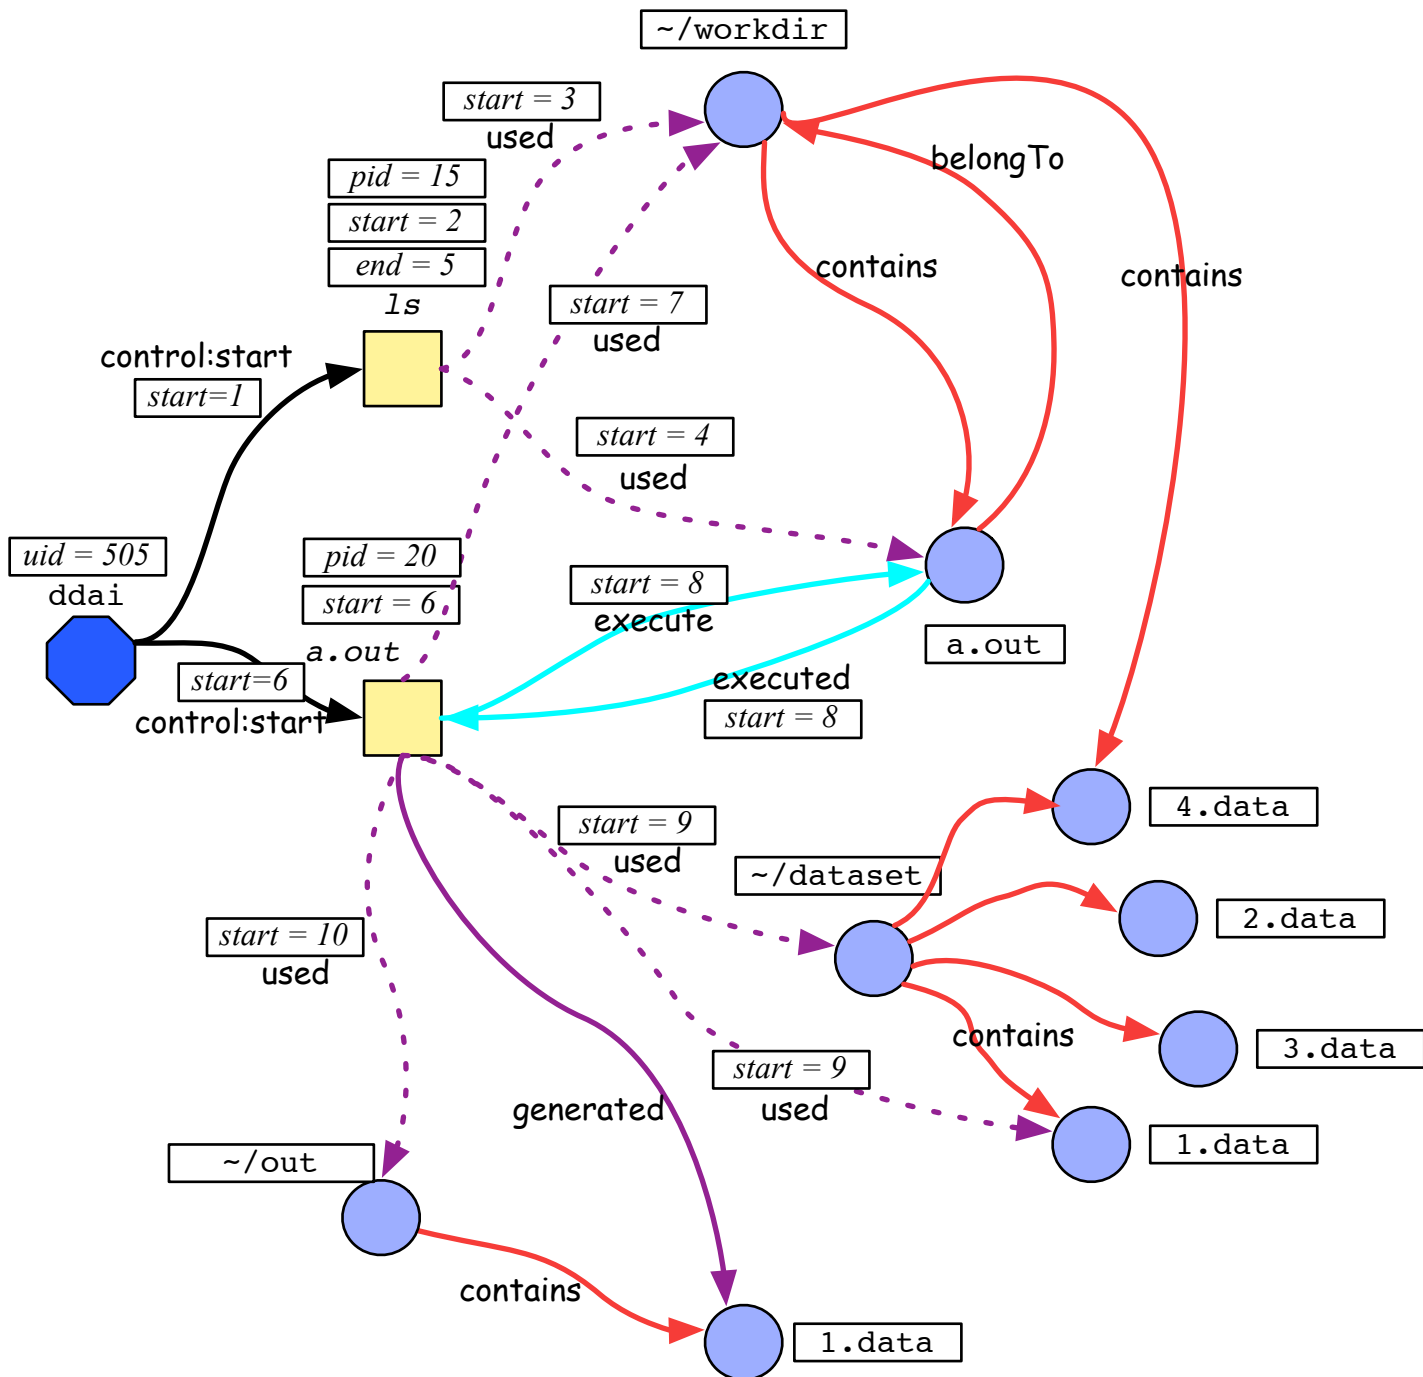 ~/workdir
start = 3
used
pid = 15
start = 2
end = 5
ls
belongTo
contains
contains
start = 7
used
control:start
start=1
start = 4
used
uid = 505
ddai
pid = 20
start = 6
a.out
start = 8
execute
a.out
start=6
control:start
executed
start = 8
4.data
start = 9
used
~/dataset
2.data
start = 10
used
contains
3.data
start = 9
used
generated
1.data
~/out
contains
1.data